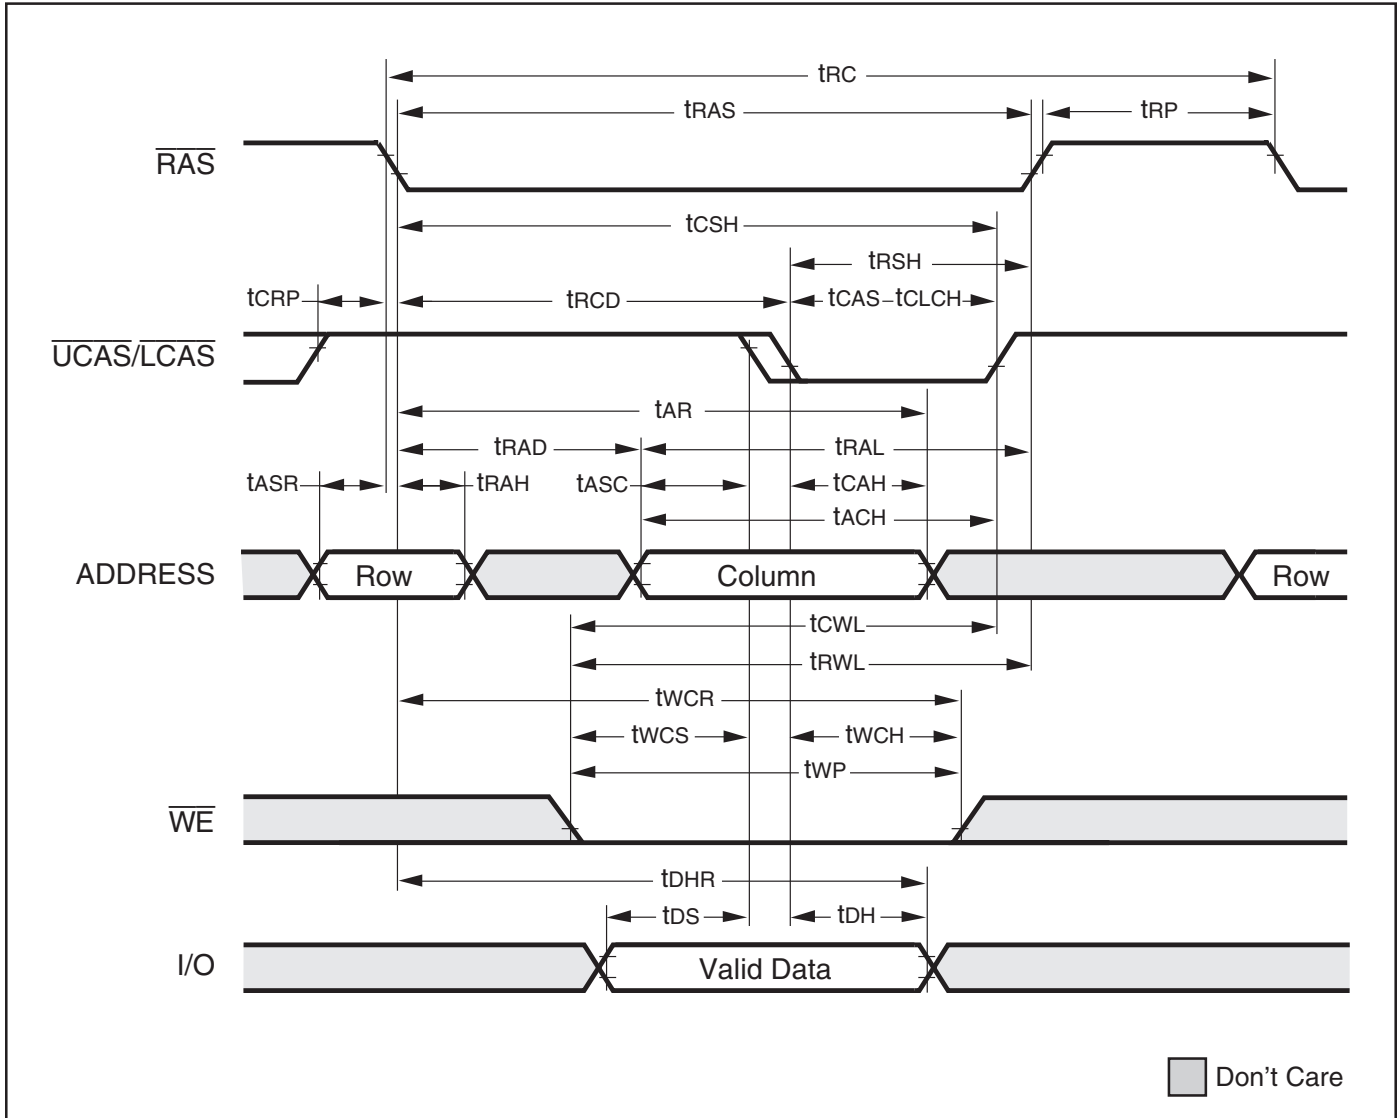 tRC
tRAS
tRP
RAS
tCSH
tRSH
tCRP
tRCD
tCAS-tCLCH
UCAS/LCAS
tAR
tRAD
tRAL
tASR
tRAH
tASC
tCAH
tACH
ADDRESS
Row
Column
Row
tCWL
tRWL
tWCR
tWCS
tWCH
tWP
WE
tDHR
tDS
tDH
I/O
Valid Data
Don't Care